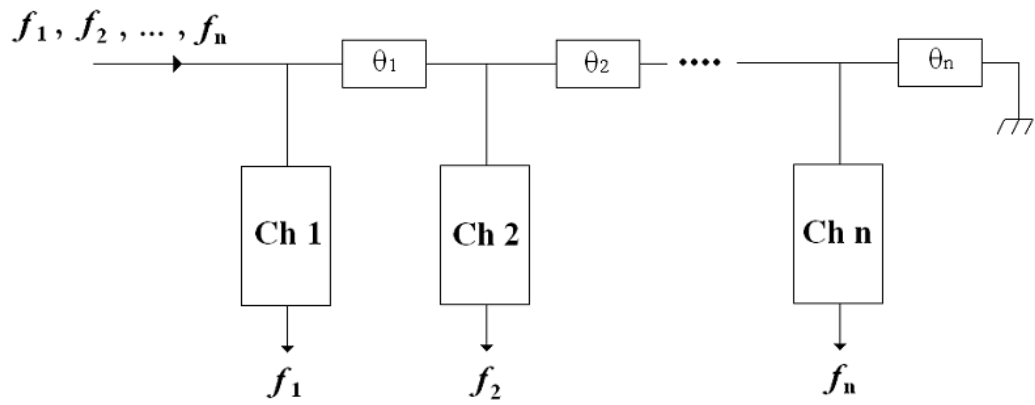 f1 , f2 , ... , fn
θ1
θ2
θn
Ch 1
Ch 2
Ch n
f1
f2
fn